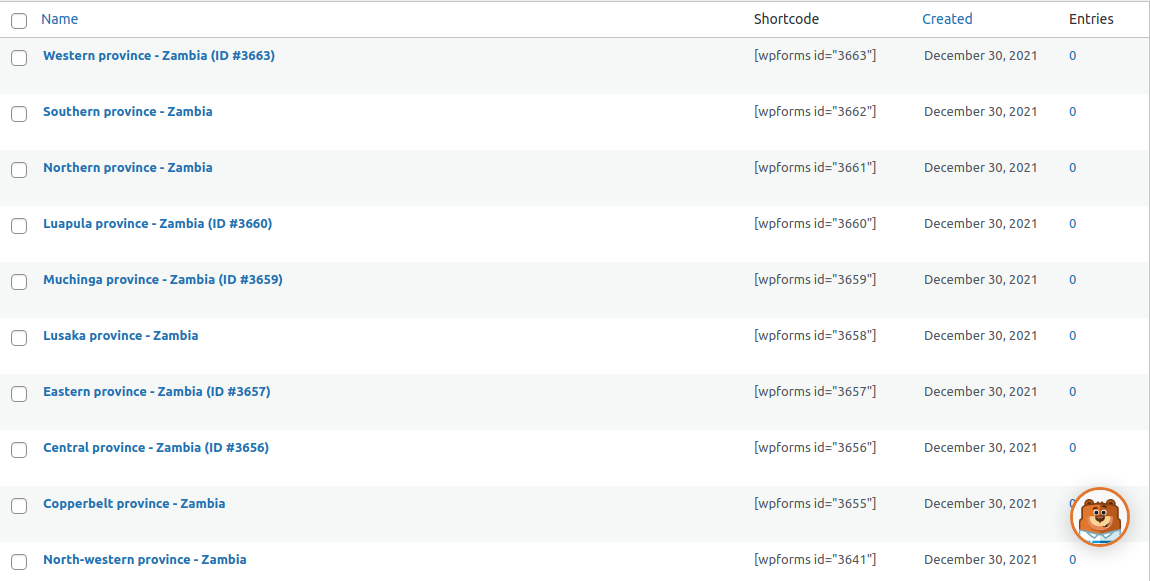 Name Shortcode Created Entries
Western province - Zambia (ID #3663) [wpforms id="3663"] December 30, 2021 0
Southern province - Zambia [wpforms id="3662"] December 30, 2021 0
Northern province - Zambia [wpforms id="3661"] December 30, 2021 0
Luapula province - Zambia (ID #3660) [wpforms id="3660"] December 30, 2021 0
Muchinga province - Zambia (ID #3659) [wpforms id="3659"] December 30, 2021 0
Lusaka province - Zambia [wpforms id="3658"] December 30, 2021 0
Eastern province - Zambia (ID #3657) [wpforms id="3657"] December 30, 2021 0
Central province - Zambia (ID #3656) [wpforms id="3656"] December 30, 2021 0
Copperbelt province - Zambia [wpforms id="3655"] December 30, 2021
North-western province - Zambia [wpforms id="3641"] December 30, 2021 0